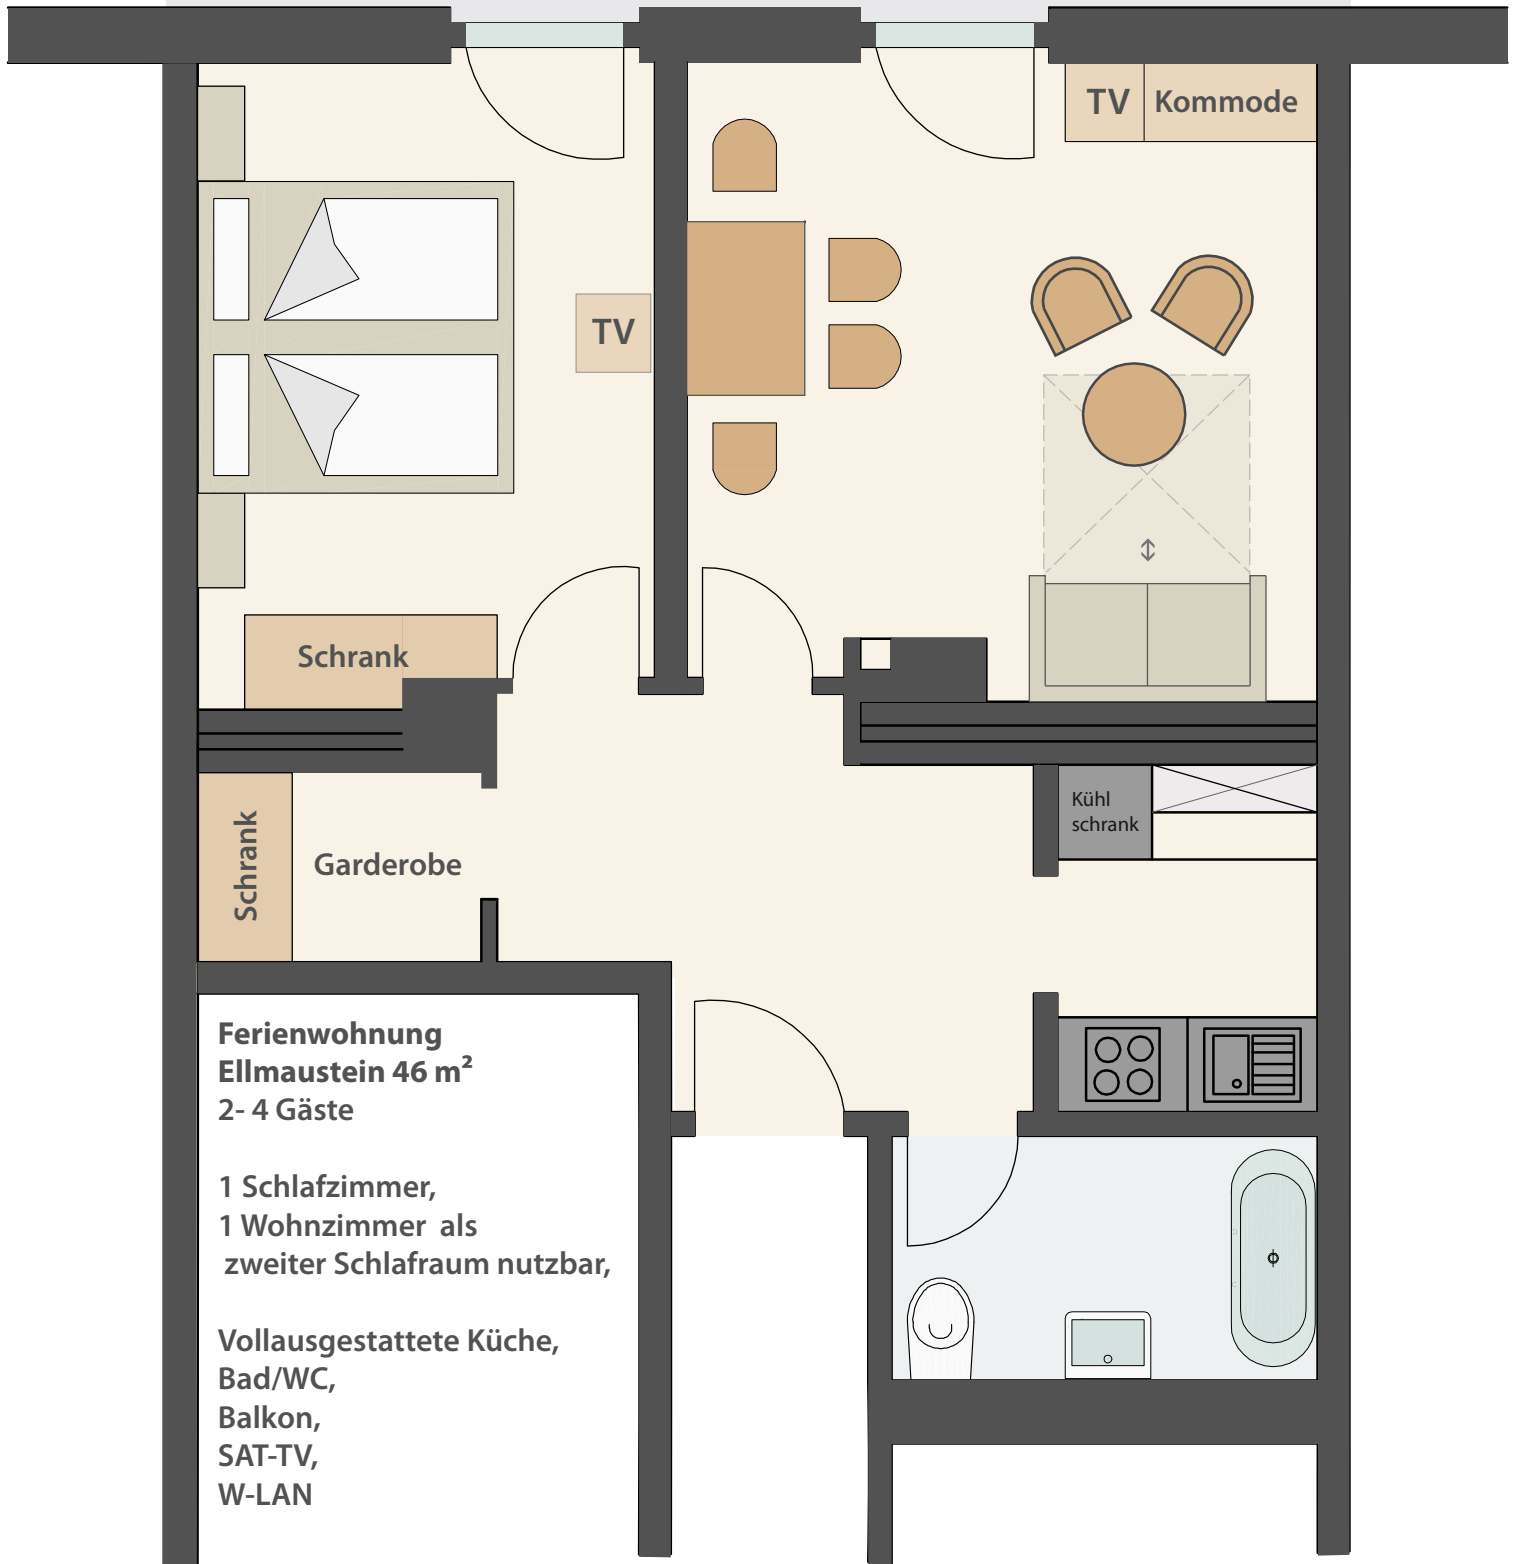 TV Kommode
TV
Schrank
Kühl
schrank
Schrank
Garderobe
Ferienwohnung
Ellmaustein 46 m²
2- 4 Gäste
1 Schlafzimmer,
1 Wohnzimmer  als
zweiter Schlafraum nutzbar,
Vollausgestattete Küche,
Bad/WC,
Balkon,
SAT-TV,
W-LAN